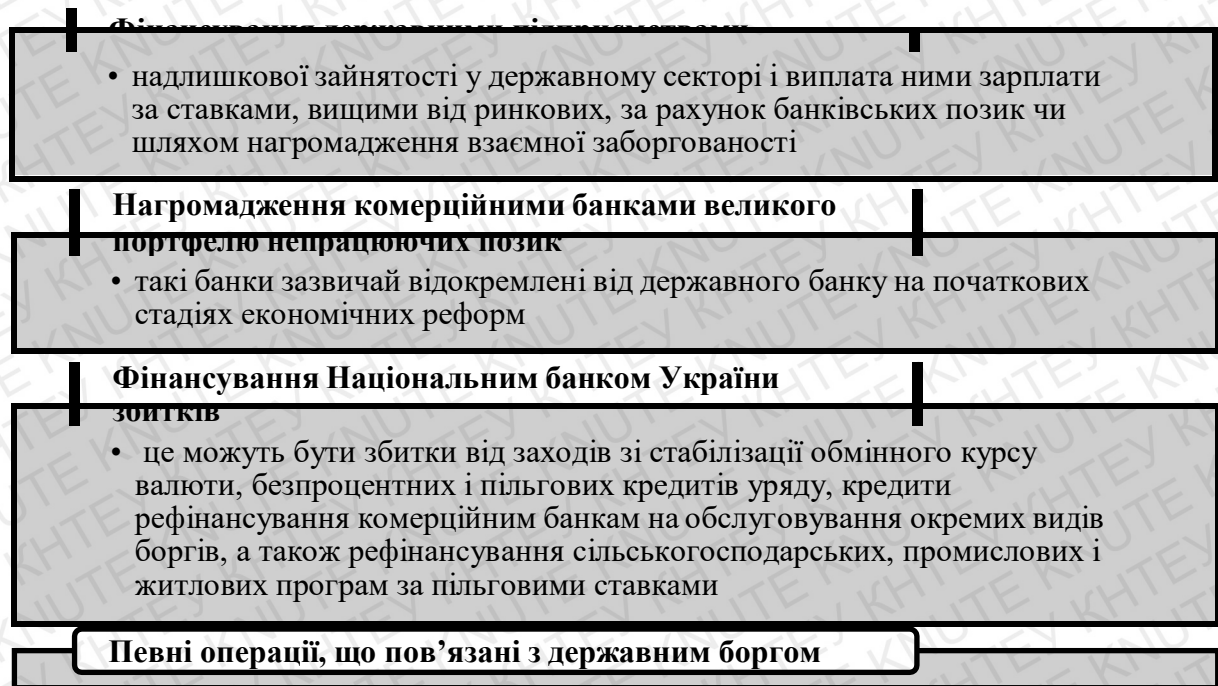 Фінансування державними підприємствами
• надлишкової зайнятості у державному секторі і виплата ними зарплати
за ставками, вищими від ринкових, за рахунок банківських позик чи
шляхом нагромадження взаємної заборгованості
Нагромадження комерційними банками великого
портфелю непрацюючих позик
• такі банки зазвичай відокремлені від державного банку на початкових
стадіях економічних реформ
Фінансування Національним банком України
збитків
• це можуть бути збитки від заходів зі стабілізації обмінного курсу
валюти, безпроцентних і пільгових кредитів уряду, кредити
рефінансування комерційним банкам на обслуговування окремих видів
боргів, а також рефінансування сільськогосподарських, промислових і
житлових програм за пільговими ставками
Певні операції, що пов’язані з державним боргом